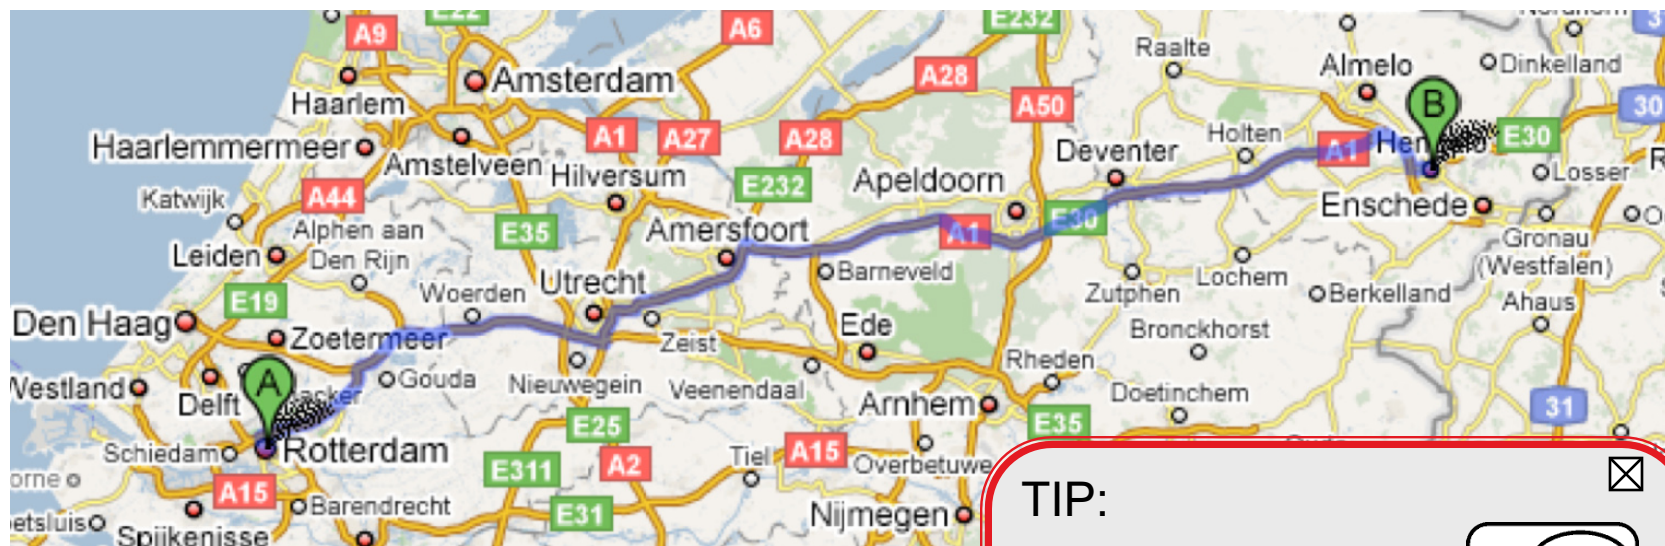 E22
A9
A6
E232
Raalte
A28
Almelo
Dinkelland
Amsterdam
Haarlem
A50
B
30
A1
A27
A28
Holten
E30
Haarlemmermeer
Amstelveen
Deventer
A1
Hilversum
E232
Apeldoorn
Losser
Katwijk
A44
Enschede
Alphen aan
Den Rijn
E35
Amersfoort
A1
E30
Gronau
(Westfalen)
Leiden
Utrecht
Barneveld
Lochem
Woerden
Zutphen
Berkelland
Ahaus
E19
Den Haag
Zoetermeer
Ede
Bronckhorst
Zeist
Rheden
Westland
A
Gouda
Nieuwegein
Veenendaal
Doetinchem
Delft
Arnhem
31
E25
E35
Schiedam
Rotterdam
E311
A2
Tiel
A15
Overbetuwe
A15
Barendrecht
E31
Nijmegen
Spijkenisse
TIP: